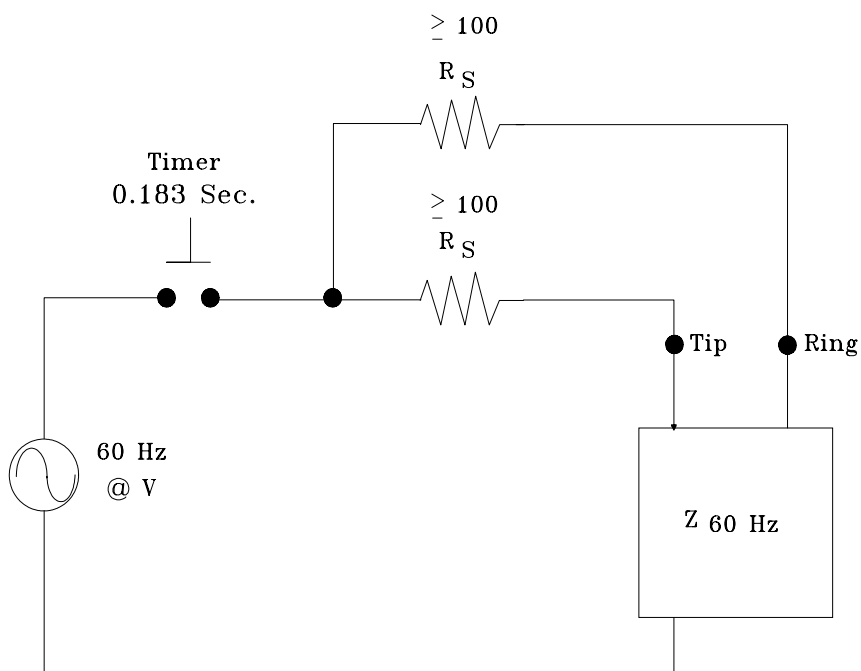 ≥ 100
R S
Timer
0.183 Sec.
≥ 100
R S
Tip
Ring
60 Hz
@ V
Z 60 Hz